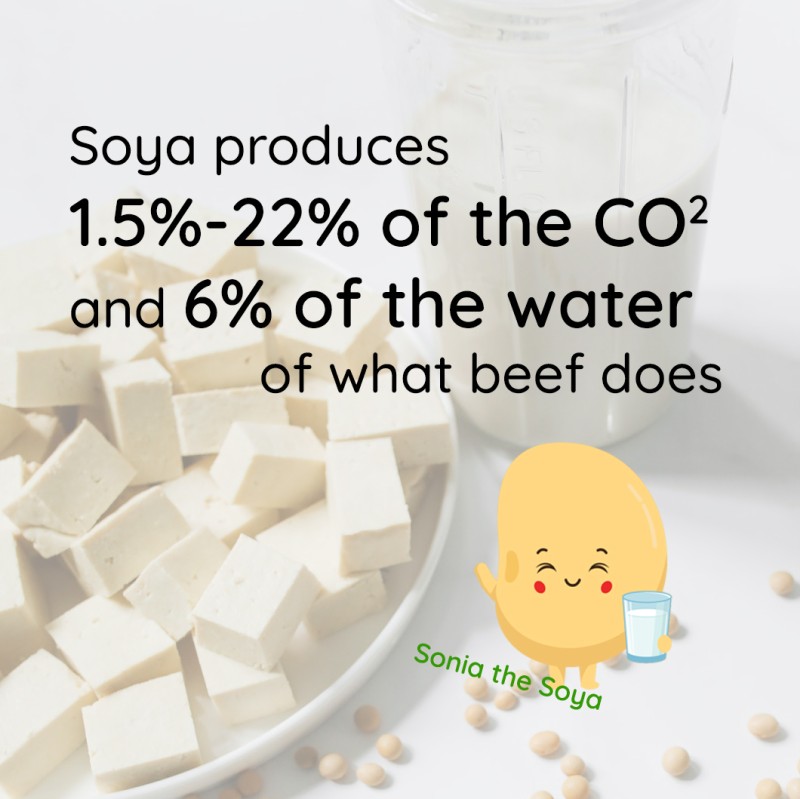 Soya produces
1.5%-22% of the CO²
and 6% of the water
of what beef does
Sonia the Soya